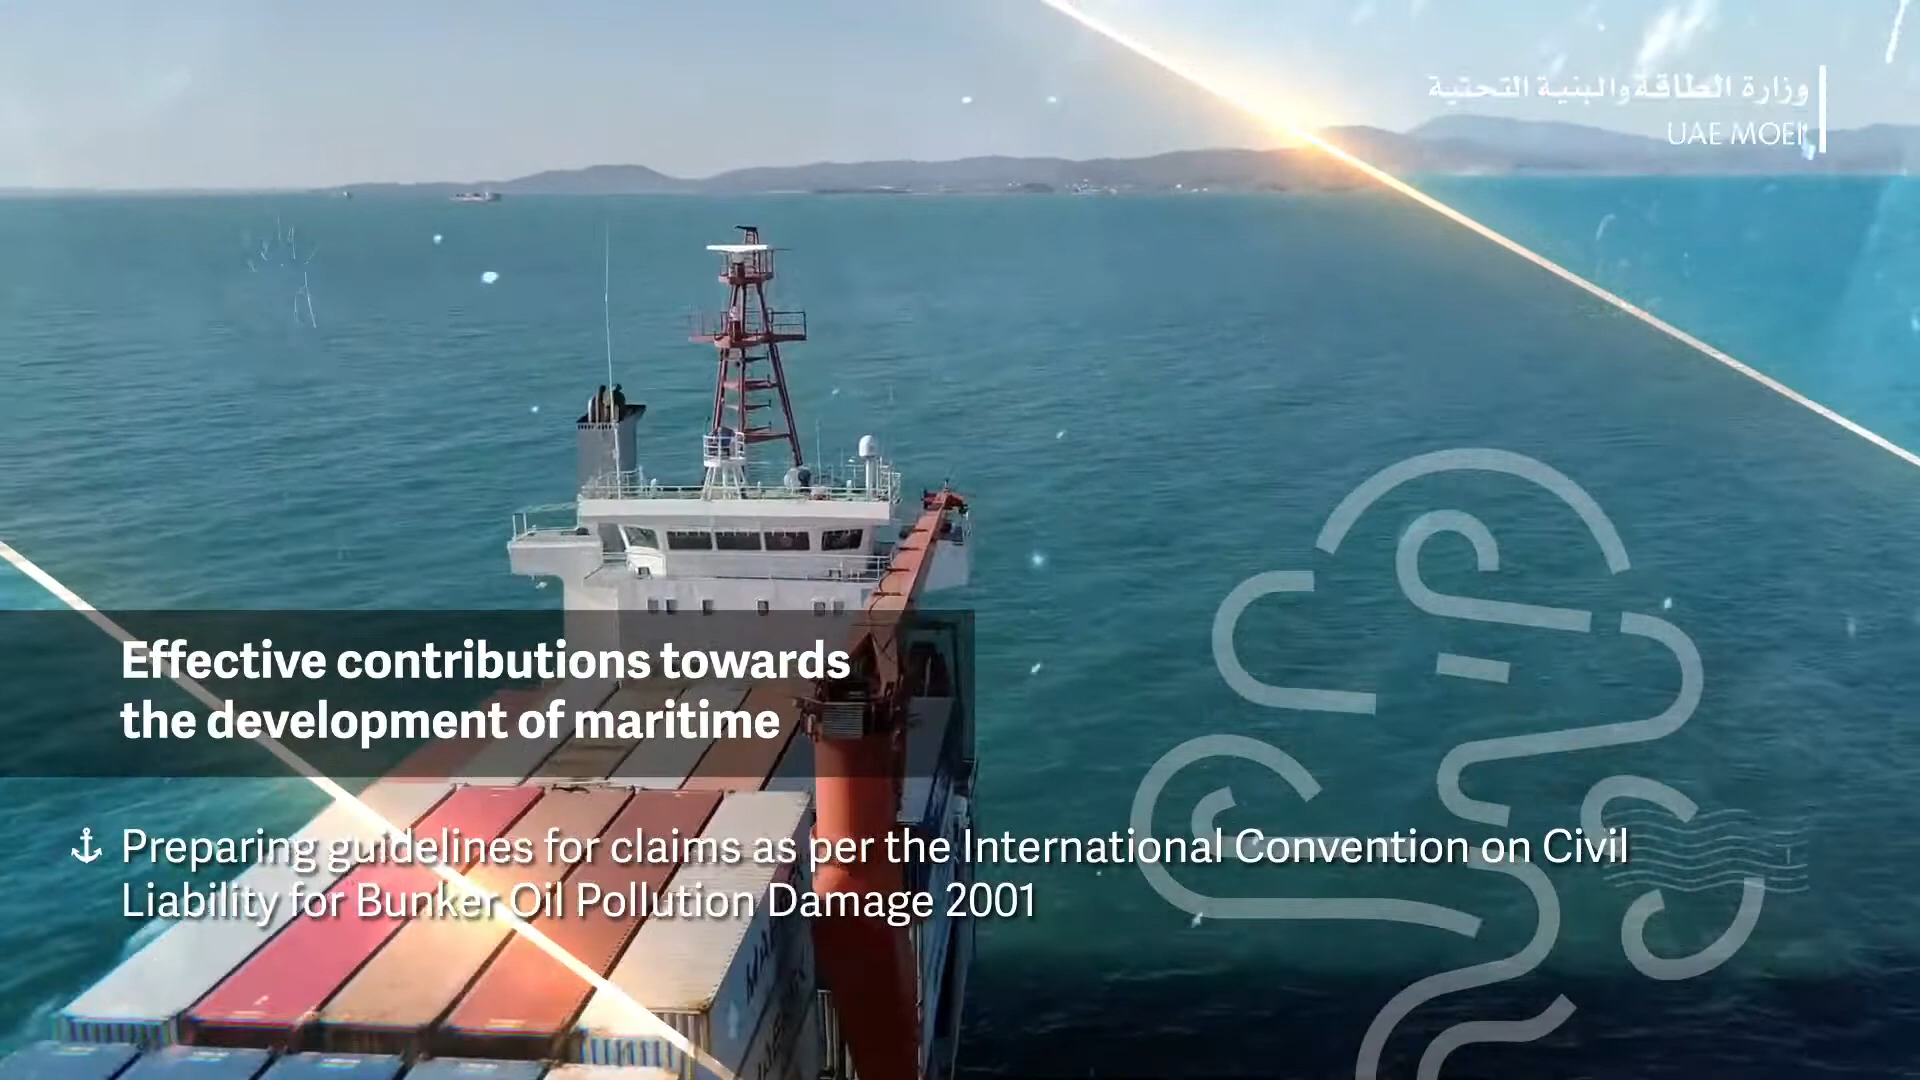 وزارة الطاقة والبنية التحتية
UAE MOEI
Effective contributions towards
the development of maritime
Preparing guidelines for claims as per the International Convention on Civil
Liability for Bunker Oil Pollution Damage 2001